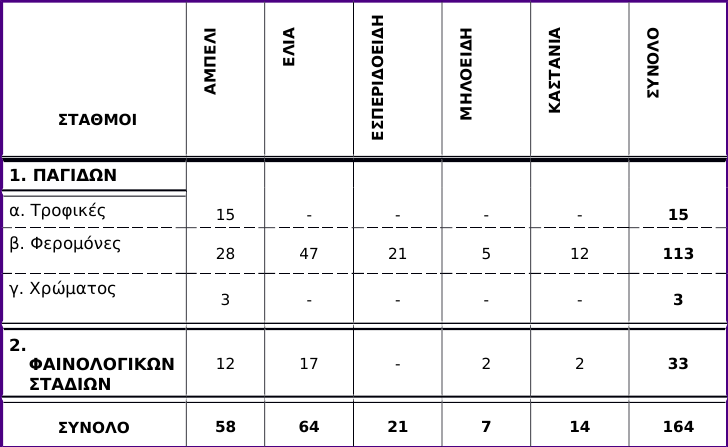 ΣΤΑΘΜΟΙ ΑΜΠΕΛΙ ΕΛΙΑ ΕΣΠΕΡΙΔΟΕΙΔΗ ΜΗΛΟΕΙΔΗ ΚΑΣΤΑΝΙΑ ΣΥΝΟΛΟ
1. ΠΑΓΙΔΩΝ
α. Τροφικές 15 - - - - 15
β. Φερομόνες 28 47 21 5 12 113
γ. Χρώματος 3 - - - - 3
2.
ΦΑΙΝΟΛΟΓΙΚΩΝ 12 17 - 2 2 33
ΣΤΑΔΙΩΝ
ΣΥΝΟΛΟ 58 64 21 7 14 164